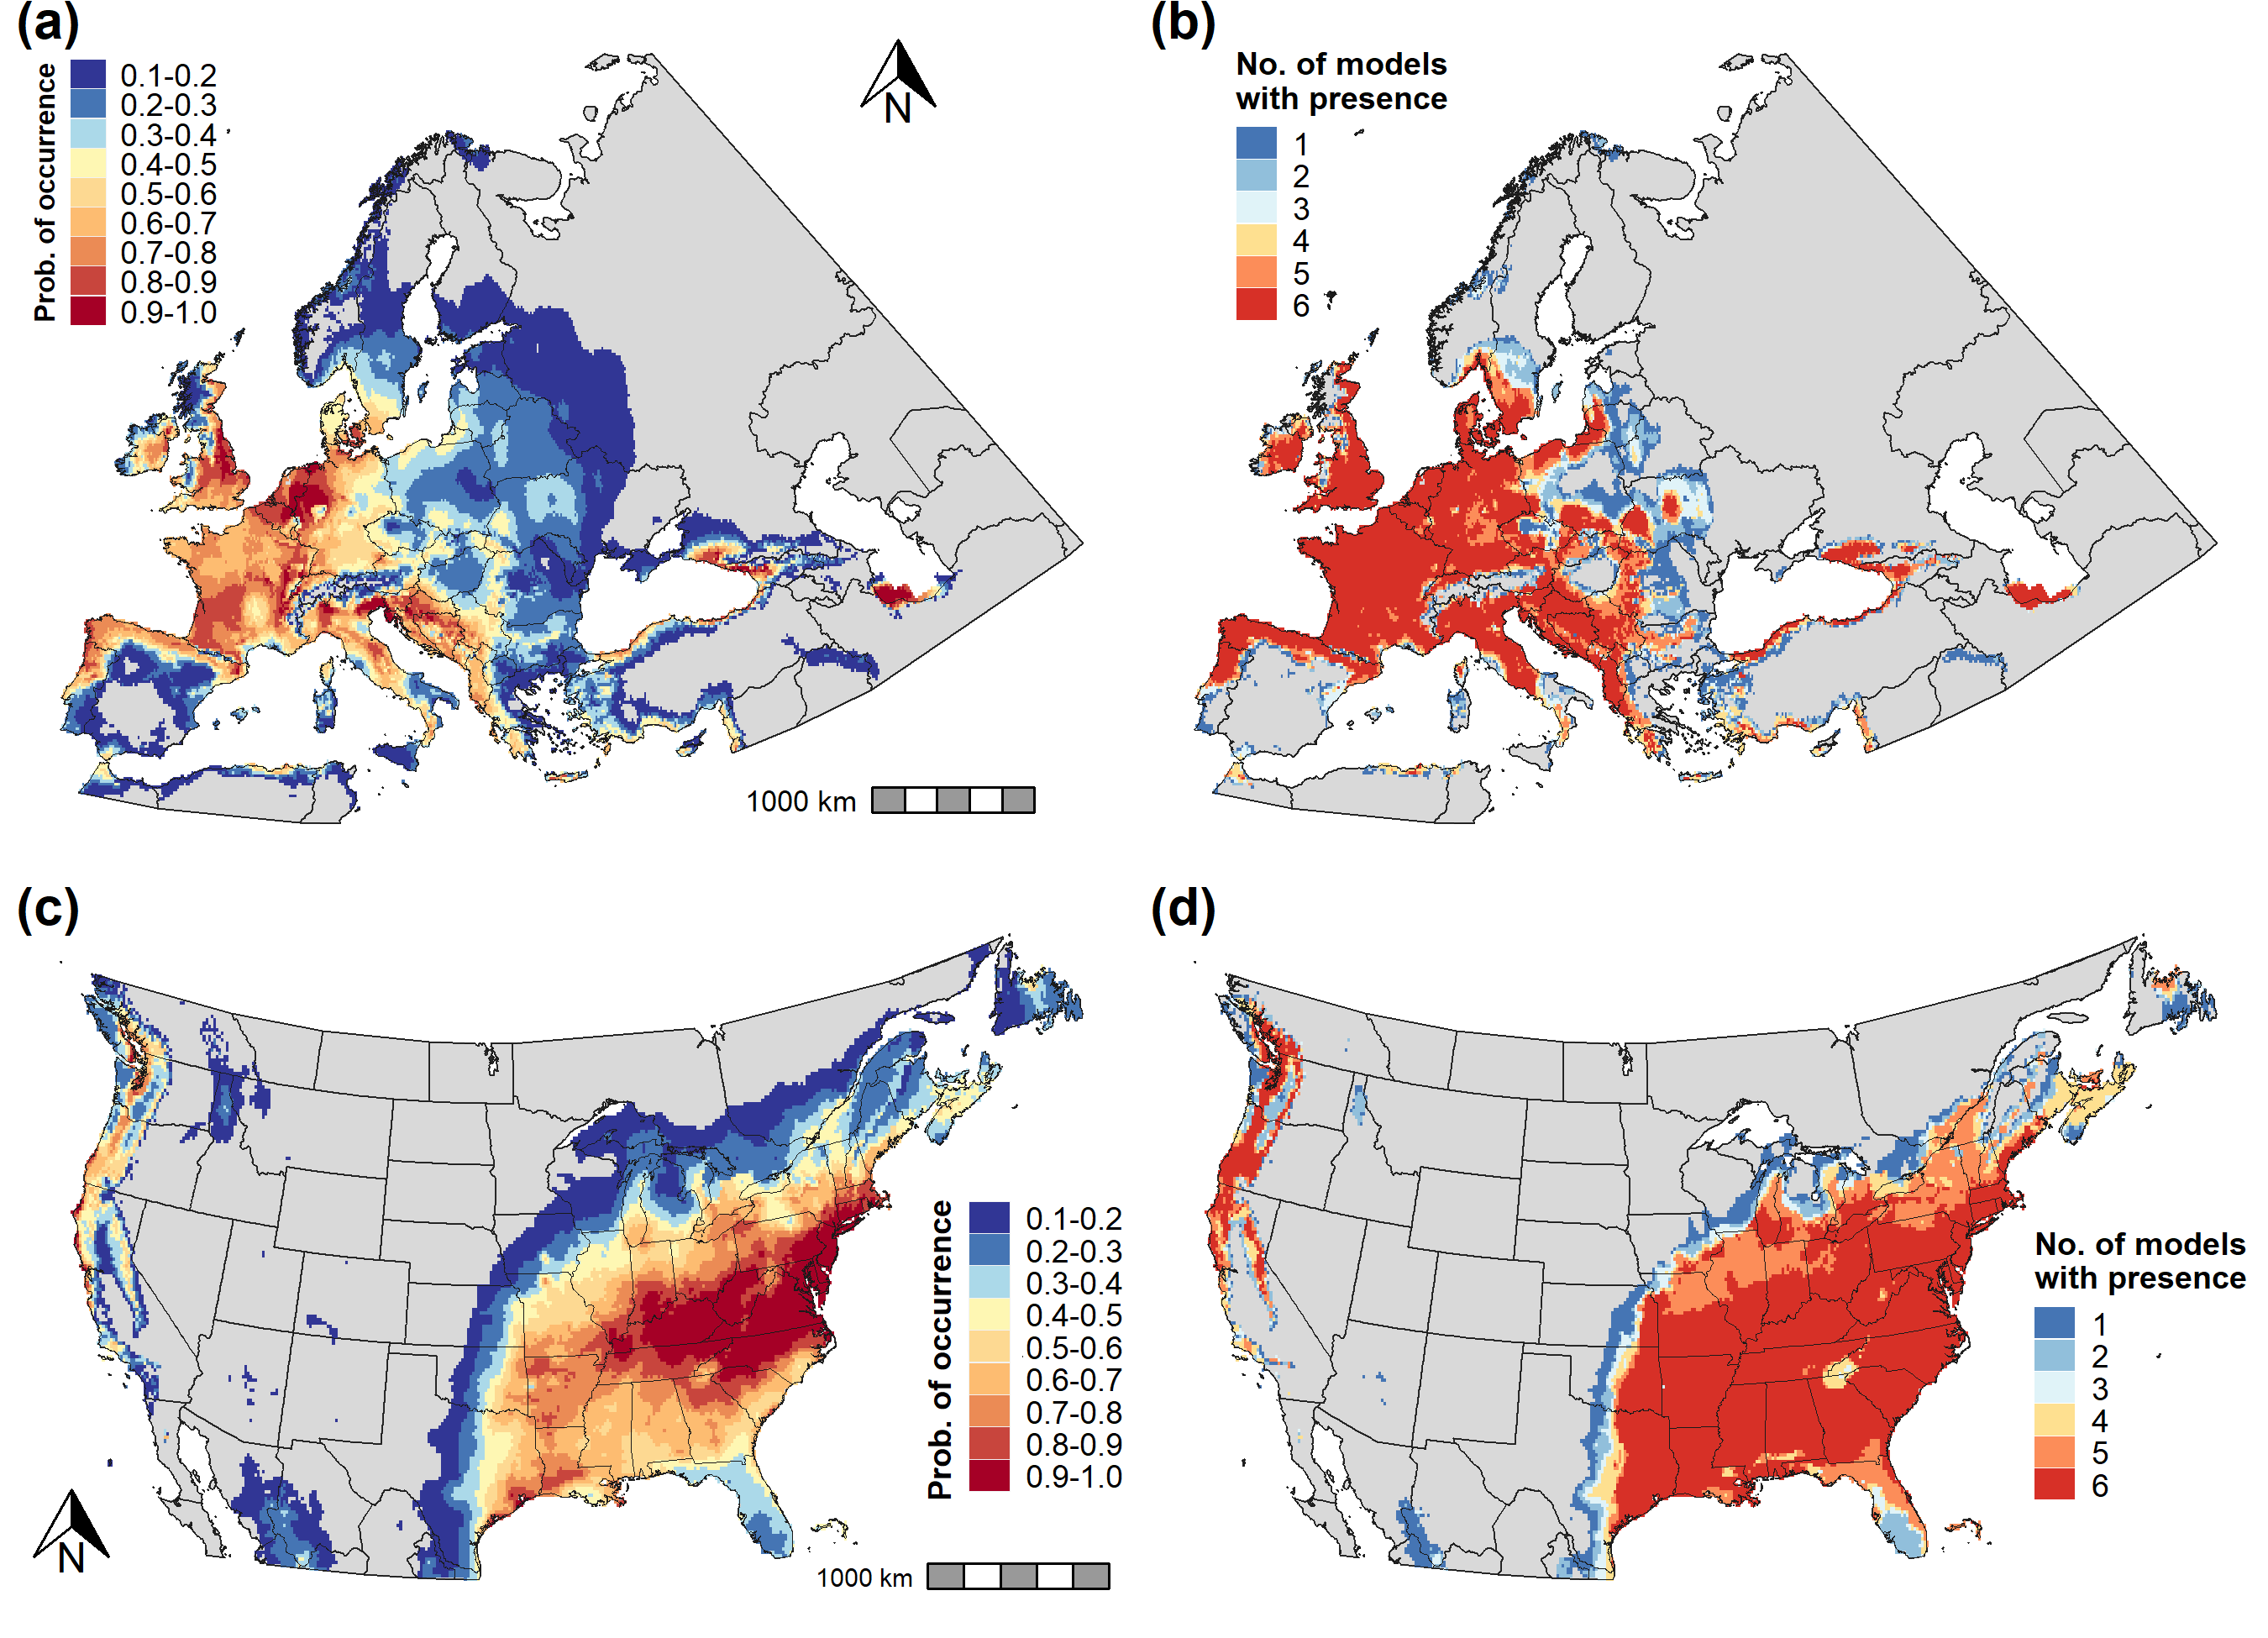 (a)
Prob. of occurrence
0.1-0.2
0.2-0.3
0.3-0.4
0.4-0.5
0.5-0.6
0.6-0.7
0.7-0.8
0.8-0.9
0.9-1.0
N
1000 km
(b)
No. of models
with presence
1
2
3
4
5
6
(c)
Prob. of occurrence
0.1-0.2
0.2-0.3
0.3-0.4
0.4-0.5
0.5-0.6
0.6-0.7
0.7-0.8
0.8-0.9
0.9-1.0
N
1000 km
(d)
No. of models
with presence
1
2
3
4
5
6